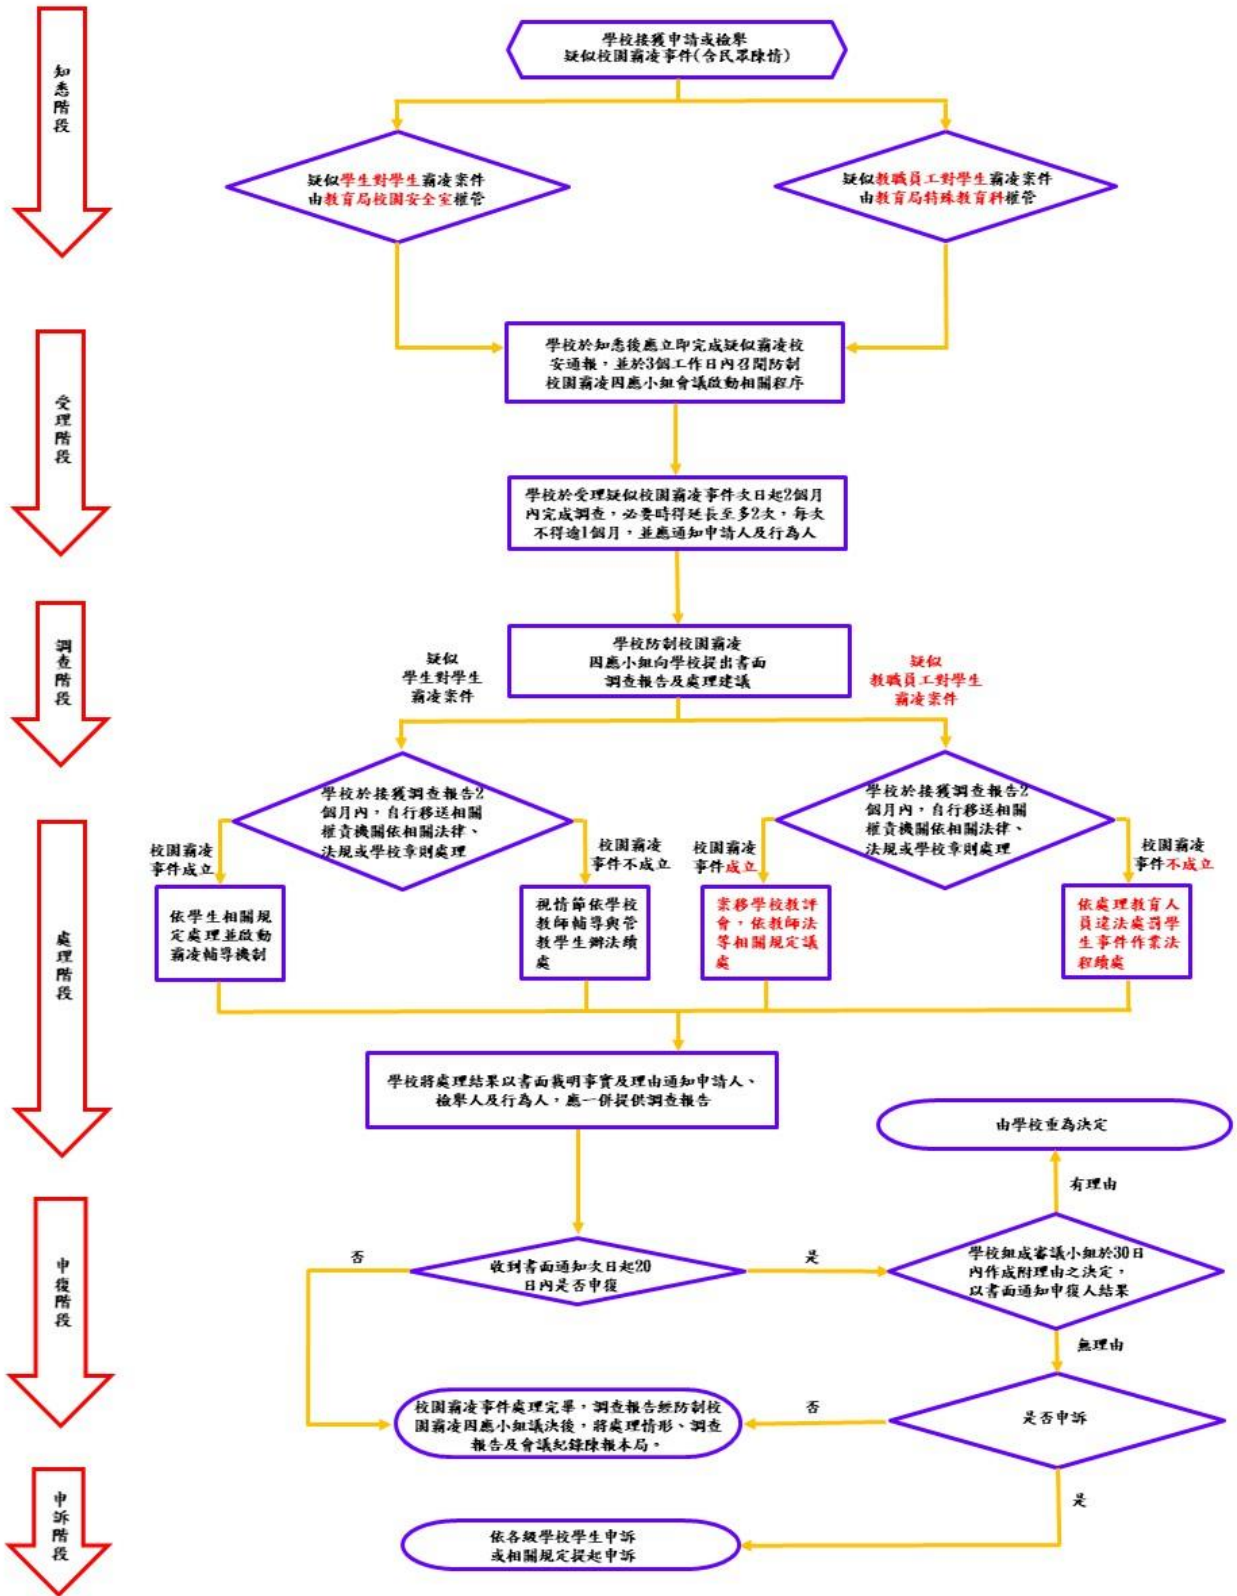 知悉階段
學校接獲申請或檢舉
疑似校園霸凌事件(含民眾陳情)
疑似學生對學生霸凌案件
由教育局校園安全室權管
疑似教職員工對學生霸凌案件
由教育局特殊教育科權管
受理階段
學校於知悉後應立即完成疑似霸凌校
安通報，並於3個工作日內召開防制
校園霸凌因應小組會議啟動相關程序
學校於受理疑似校園霸凌事件次日起2個月
內完成調查，必要時得延長至多2次，每次
不得逾1個月，並應通知申請人及行為人
調查階段
學校防制校園霸凌
因應小組向學校提出書面
調查報告及處理建議
疑似
學生對學生
霸凌案件
疑似
教職員工對學生
霸凌案件
處理階段
學校於接獲調查報告2
個月內，自行移送相關
權責機關依相關法律、
法規或學校章則處理
學校於接獲調查報告2
個月內，自行移送相關
權責機關依相關法律、
法規或學校章則處理
校園霸凌
事件成立
校園霸凌
事件不成立
校園霸凌
事件成立
校園霸凌
事件不成立
依學生相關規
定處理並啟動
霸凌輔導機制
視情節依學校
教師輔導與管
教學生辦法續
處
案移學校教評
會，依教師法
等相關規定議
處
依處理教育人
員違法處罰學
生事件作業法
程續處
學校將處理結果以書面載明事實及理由通知申請人、
檢舉人及行為人，應一併提供調查報告
申復階段
由學校重為決定
有理由
收到書面通知次日起20
日內是否申復
否
是
學校組成審議小組於30日
內作成附理由之決定，
以書面通知申復人結果
無理由
校園霸凌事件處理完畢，調查報告經防制校
園霸凌因應小組議決後，將處理情形、調查
報告及會議紀錄陳報本局。
否
是否申訴
是
申訴階段
依各級學校學生申訴
或相關規定提起申訴